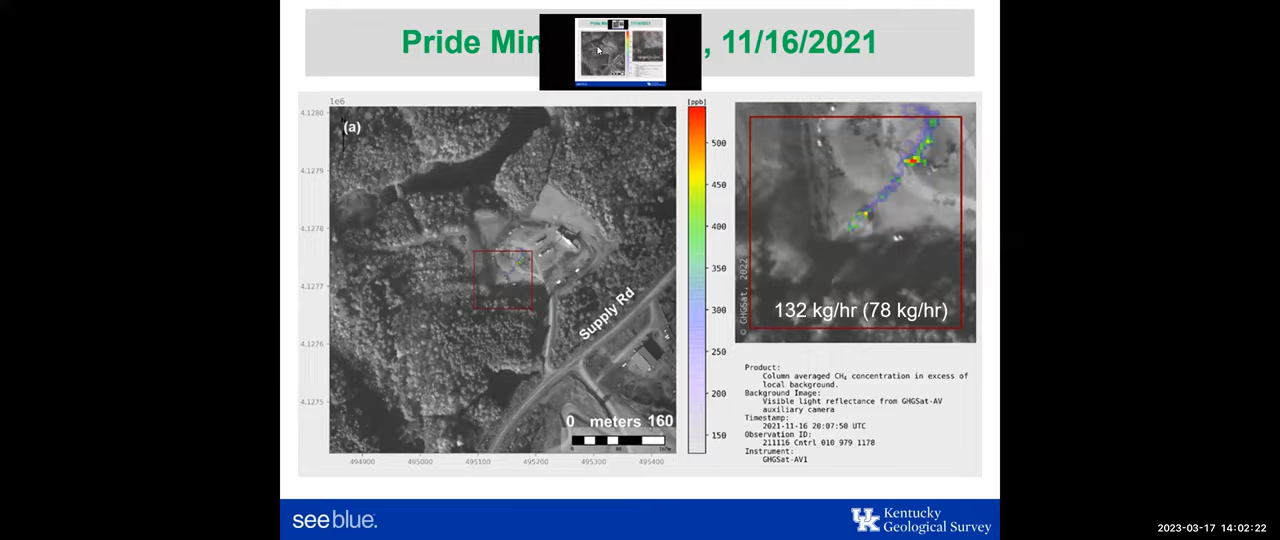 Pride Min , 11/16/2021
1e6
(a)
4.1280
4.1279
4.1278
4.1277
4.1276
4.1275
494900 495000 495100 495200 495300 495400
Supply Rd
0 meters 160
[ppb]
500
450
400
350
300
250
200
150
© GHGSat, 2022
132 kg/hr (78 kg/hr)
Product:
Column averaged CH₄ concentration in excess of
local background.
Background Image:
Visible light reflectance from GHGSat-AV
auxiliary camera
Timestamp:
2021-11-16 20:07:50 UTC
Observation ID:
211116 Cntrl 010 979 1178
Instrument:
GHGSat-AV1
see blue.
UK Kentucky
Geological Survey
2023-03-17 14:02:22